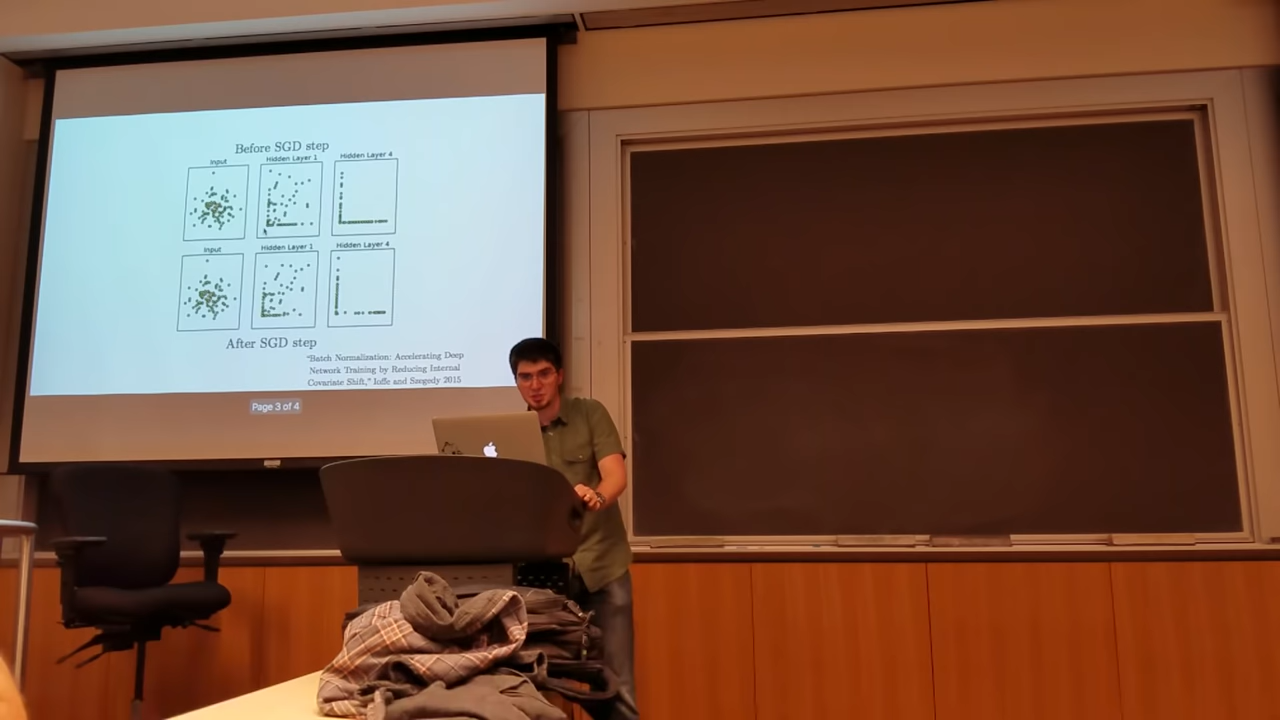 Before SGD step
Input
Hidden Layer 1
Hidden Layer 4
Input
Hidden Layer 1
Hidden Layer 4
After SGD step
"Batch Normalization: Accelerating Deep
Network Training by Reducing Internal
Covariate Shift," Ioffe and Szegedy 2015
Page 3 of 4